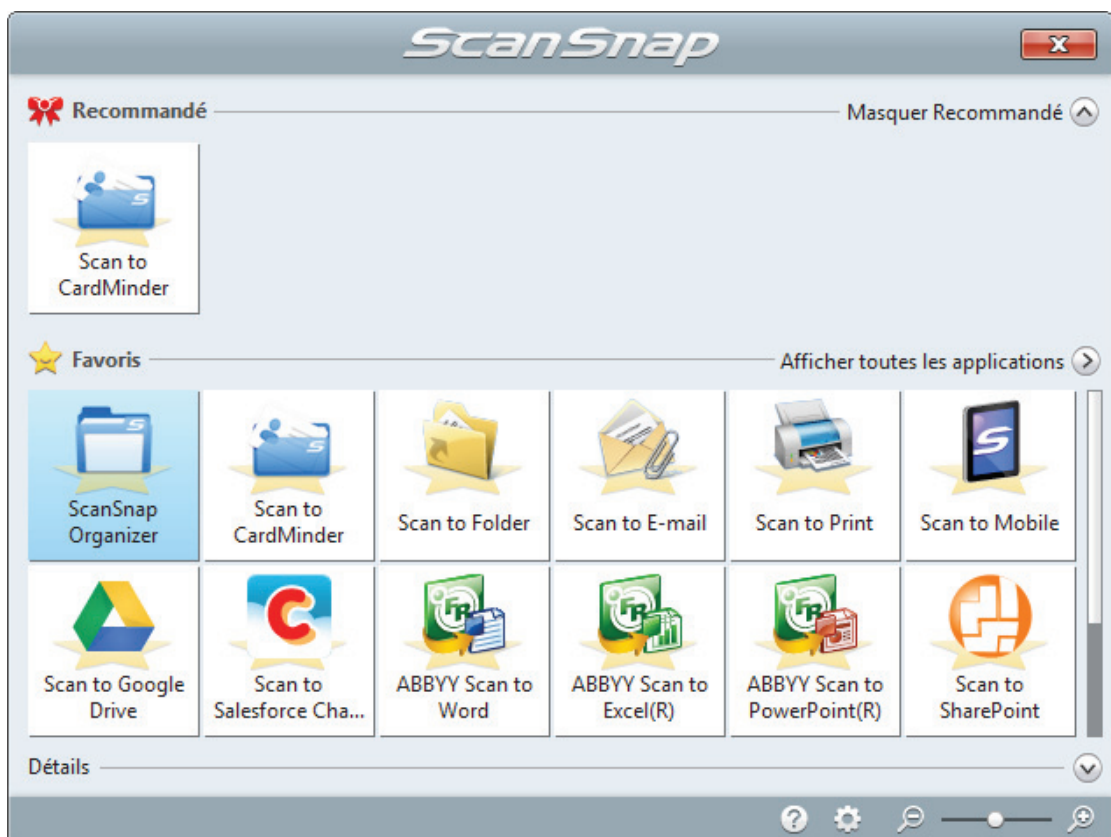 ScanSnap
Recommandé
Masquer Recommandé
Scan to
CardMinder
Favoris
Afficher toutes les applications
ScanSnap
Organizer
Scan to
CardMinder
Scan to Folder
Scan to E-mail
Scan to Print
Scan to Mobile
Scan to Google
Drive
Scan to
Salesforce Cha...
ABBYY Scan to
Word
ABBYY Scan to
Excel(R)
ABBYY Scan to
PowerPoint(R)
Scan to
SharePoint
Détails